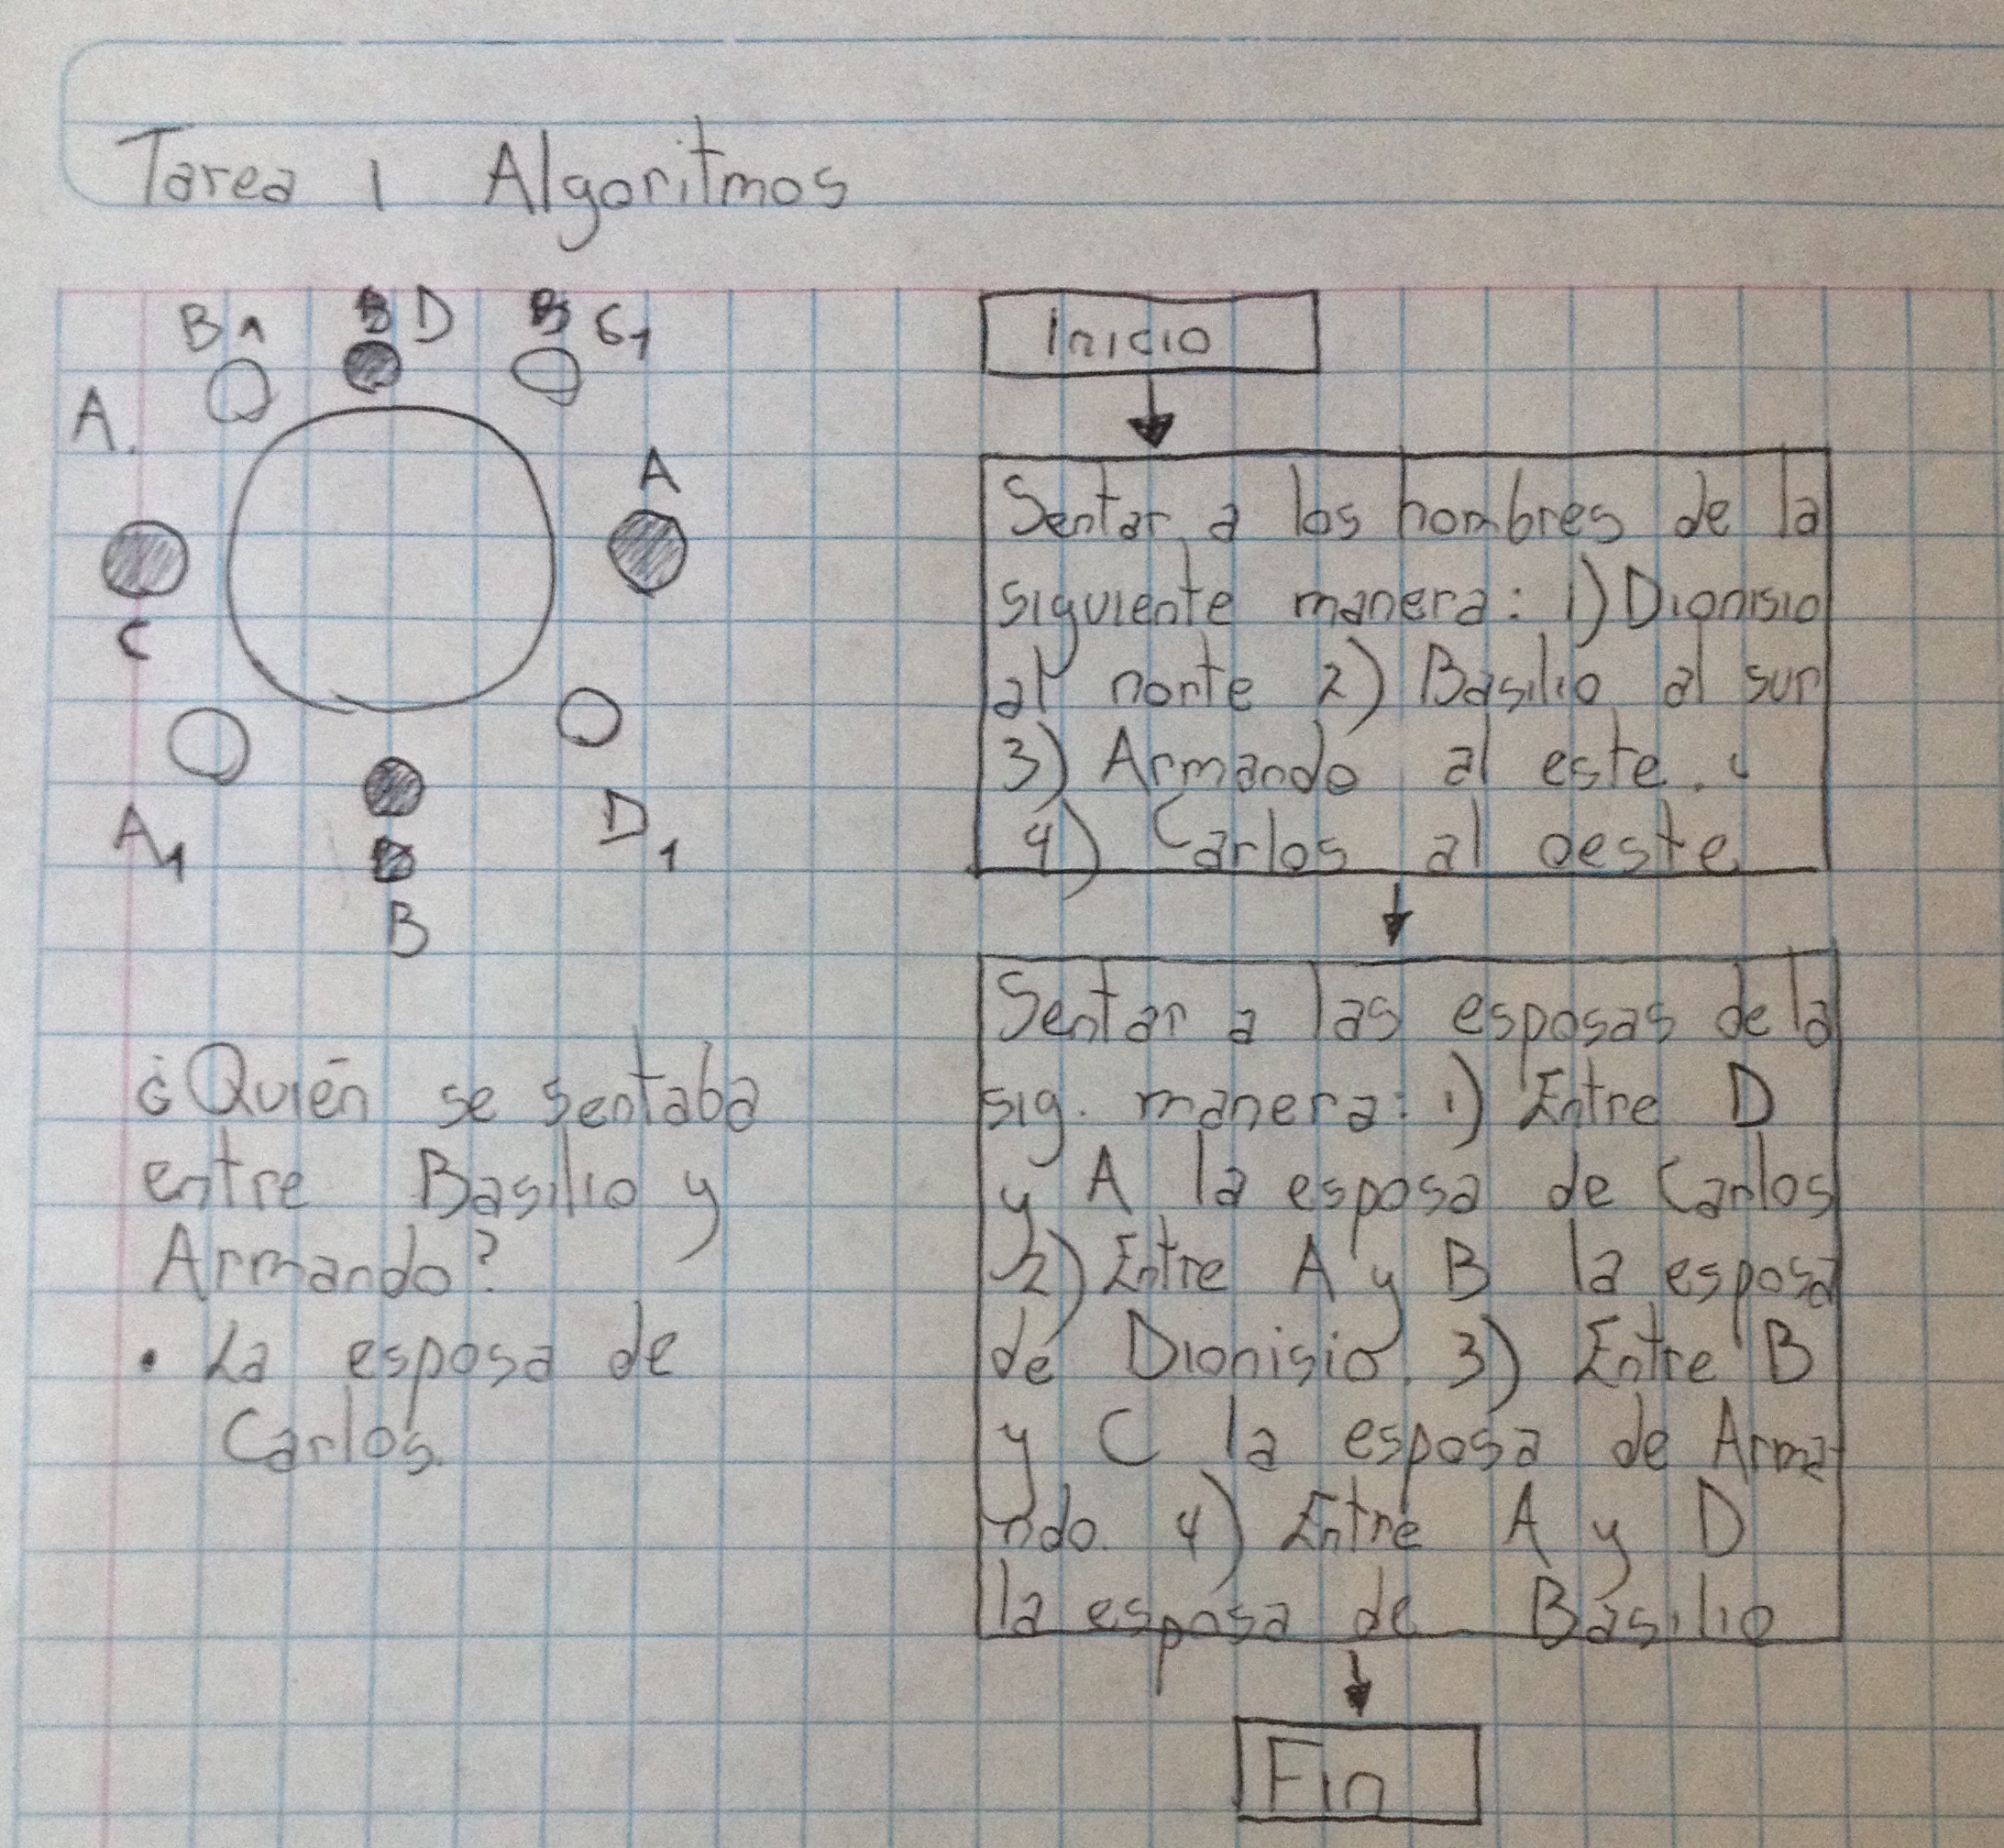 Tarea 1 Algoritmos
B1 D C1
A.
A
C
A1
D1
B
¿Quién se sentaba
entre Basilio y
Armando?
• La esposa de
Carlos.
Inicio
Sentar a los hombres de la
siguiente manera: 1) Dionisio
al norte 2) Basilio al sur
3) Armando al este.
4) Carlos al oeste
Sentar a las esposas de la
sig. manera: 1) Entre D
y A la esposa de Carlos
2) Entre A y B la esposa
de Dionisio. 3) Entre B
y C la esposa de Arma-
ndo. 4) Entre A y D
la esposa de Basilio
Fin